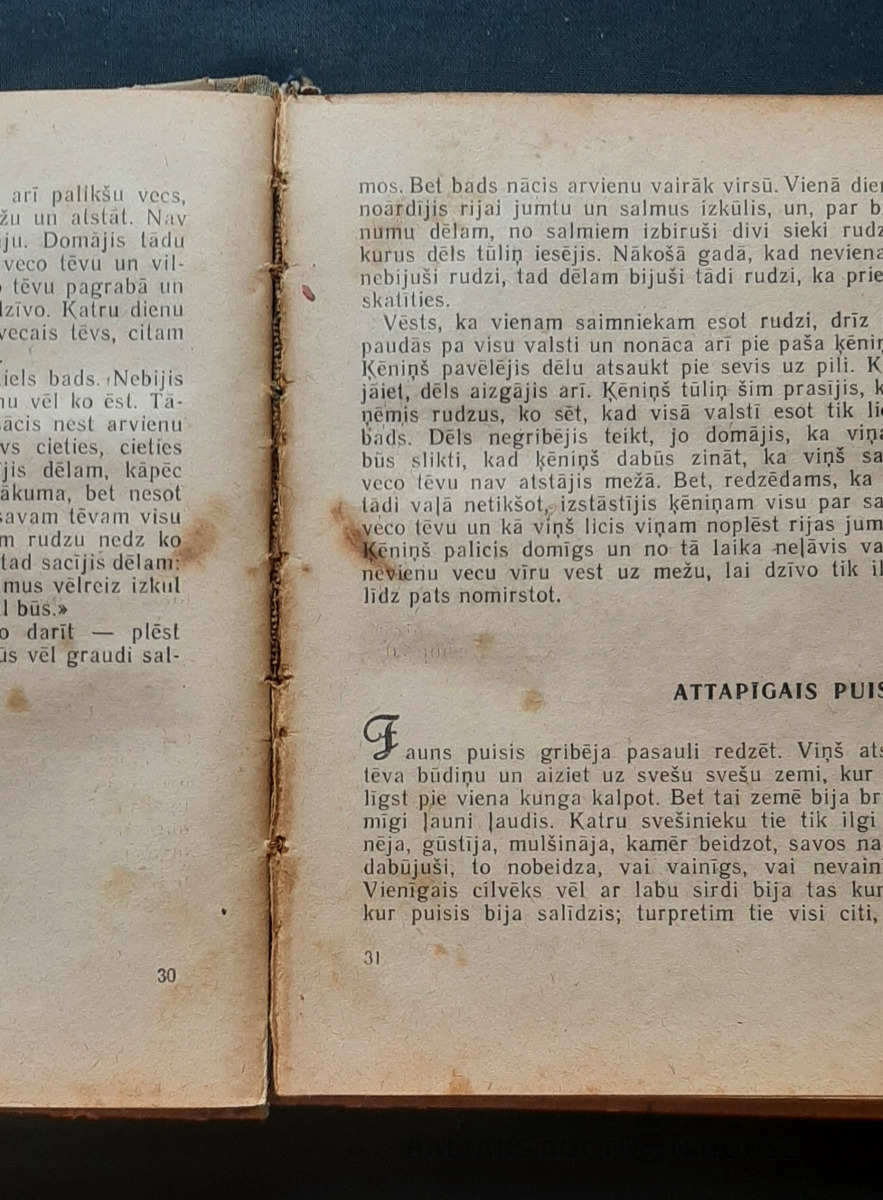 arī palikšu vecs,
žu un atstāt. Nav
ju. Domājis tādu
veco tēvu un vil-
tēvu pagrabā un
dzīvo. Katru dienu
vecais tēvs, citam
iels bads. Nebijis
nu vēl ko ēst. Tā-
sācis nest arvienu
vs cieties, cieties
jis dēlam, kāpēc
ākuma, bet nesot
savam tēvam visu
m rudzu nedz ko
tad sacījis dēlam:
mus vēlreiz izkul
l būs.»
o darīt — plēst
ūs vēl graudi sal-
30
mos. Bet bads nācis arvienu vairāk virsū. Vienā dien
noārdījis rijai jumtu un salmus izkūlis, un, par b
numu dēlam, no salmiem izbiruši divi sieki rudz
kurus dēls tūliņ iesējis. Nākošā gadā, kad neviena
nebijuši rudzi, tad dēlam bijuši tādi rudzi, ka prie
skatīties.
Vēsts, ka vienam saimniekam esot rudzi, drīz
paudās pa visu valsti un nonāca arī pie paša ķēniņ
Ķēniņš pavēlējis dēlu atsaukt pie sevis uz pili. K
jāiet, dēls aizgājis arī. Ķēniņš tūliņ šim prasījis, k
ņēmis rudzus, ko sēt, kad visā valstī esot tik lie
bads. Dēls negribējis teikt, jo domājis, ka viņa
būs slikti, kad ķēniņš dabūs zināt, ka viņš sa
veco tēvu nav atstājis mežā. Bet, redzēdams, ka
tādi vaļā netikšot, izstāstījis ķēniņam visu par sa
veco tēvu un kā viņš licis viņam noplēst rijas jum
Ķēniņš palicis domīgs un no tā laika neļāvis va
nevienu vecu vīru vest uz mežu, lai dzīvo tik il
līdz pats nomirstot.
ATTAPĪGAIS PUIS
Jauns puisis gribēja pasauli redzēt. Viņš ats
tēva būdiņu un aiziet uz svešu svešu zemi, kur
līgst pie viena kunga kalpot. Bet tai zemē bija br
mīgi ļauni ļaudis. Katru svešinieku tie tik ilgi
nēja, gūstīja, mulšināja, kamēr beidzot, savos na
dabūjuši, to nobeidza, vai vainīgs, vai nevain
Vienīgais cilvēks vēl ar labu sirdi bija tas kun
kur puisis bija salīdzis; turpretim tie visi citi,
31